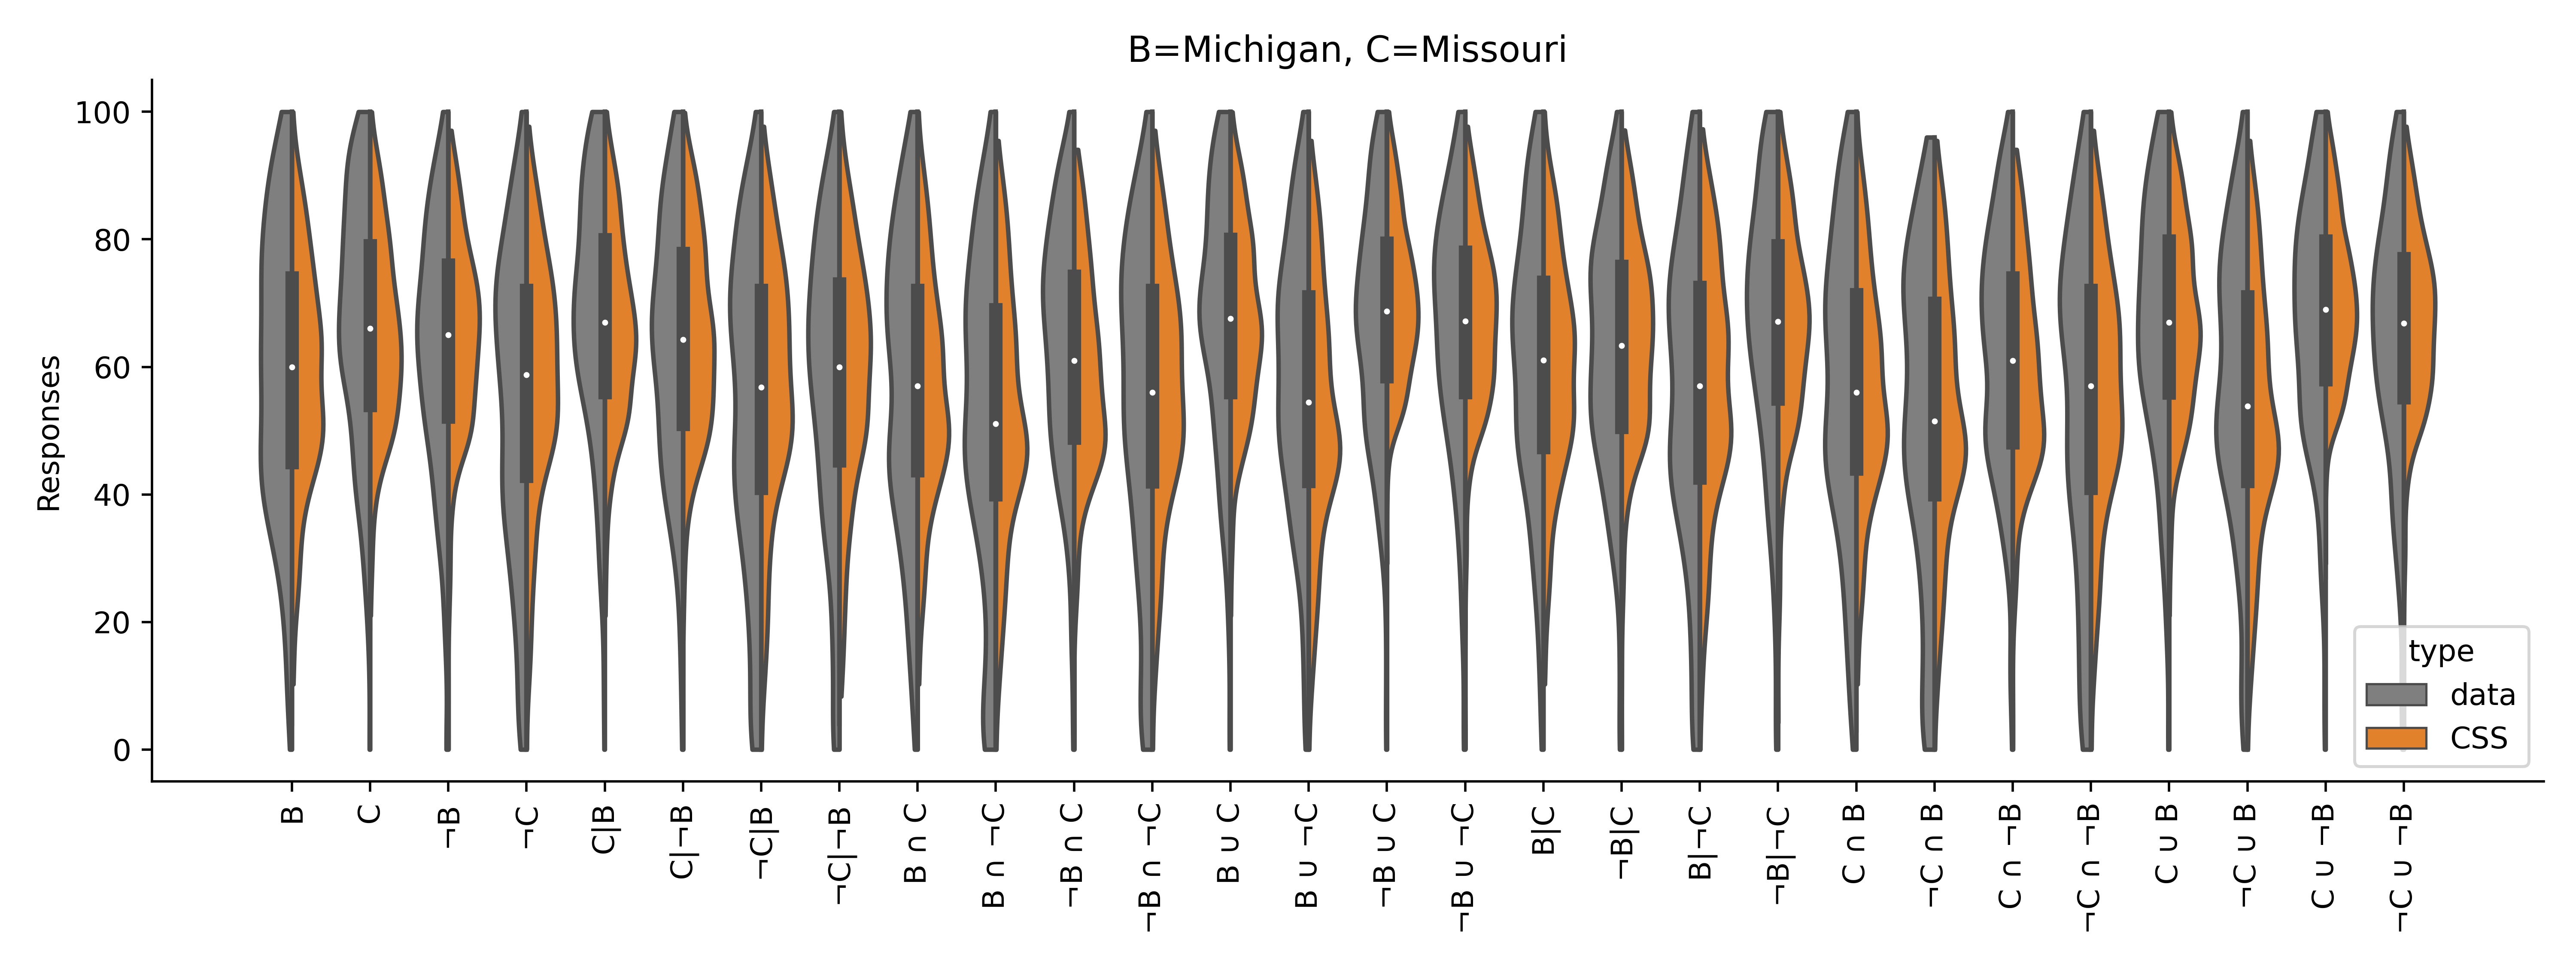 B=Michigan, C=Missouri
Responses
100
80
60
40
20
0
B
C
¬B
¬C
C|B
C|¬B
¬C|B
¬C|¬B
B ∩ C
B ∩ ¬C
¬B ∩ C
¬B ∩ ¬C
B ∪ C
B ∪ ¬C
¬B ∪ C
¬B ∪ ¬C
B|C
¬B|C
B|¬C
¬B|¬C
C ∩ B
¬C ∩ B
C ∩ ¬B
¬C ∩ ¬B
C ∪ B
¬C ∪ B
C ∪ ¬B
¬C ∪ ¬B
type
data
CSS